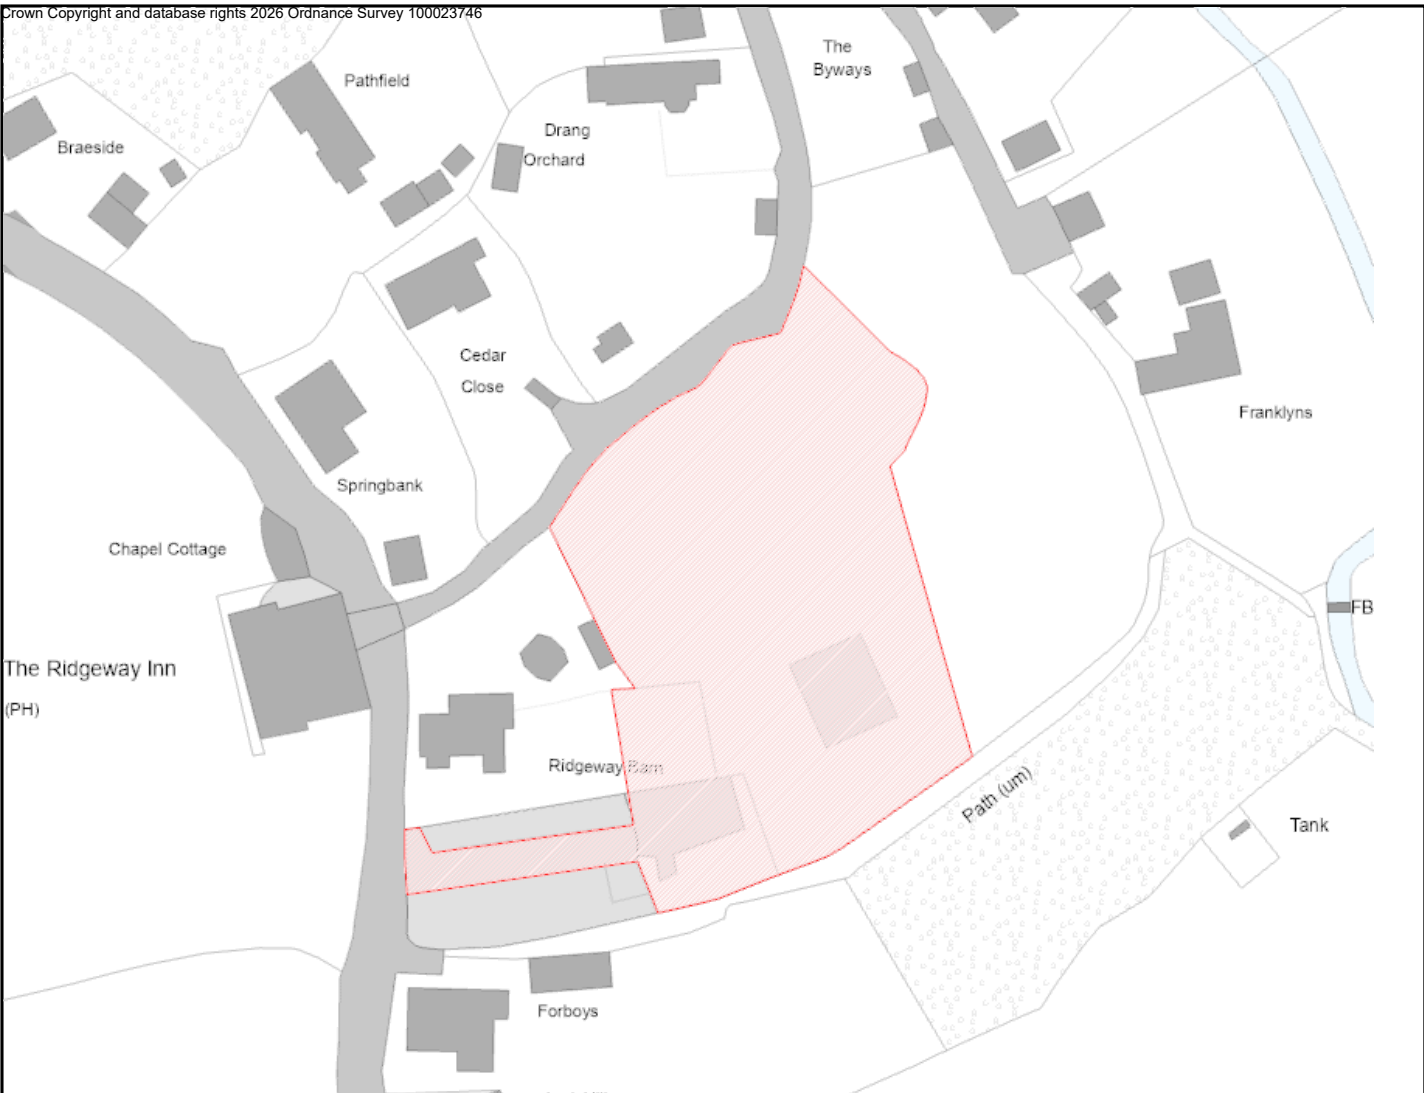 Crown Copyright and database rights 2026 Ordnance Survey 100023746
The
Byways
Pathfield
Drang
Orchard
Braeside
Cedar
Close
Franklyns
Springbank
Chapel Cottage
FB
The Ridgeway Inn
(PH)
Ridgeway Barn
Path (um)
Tank
Forboys